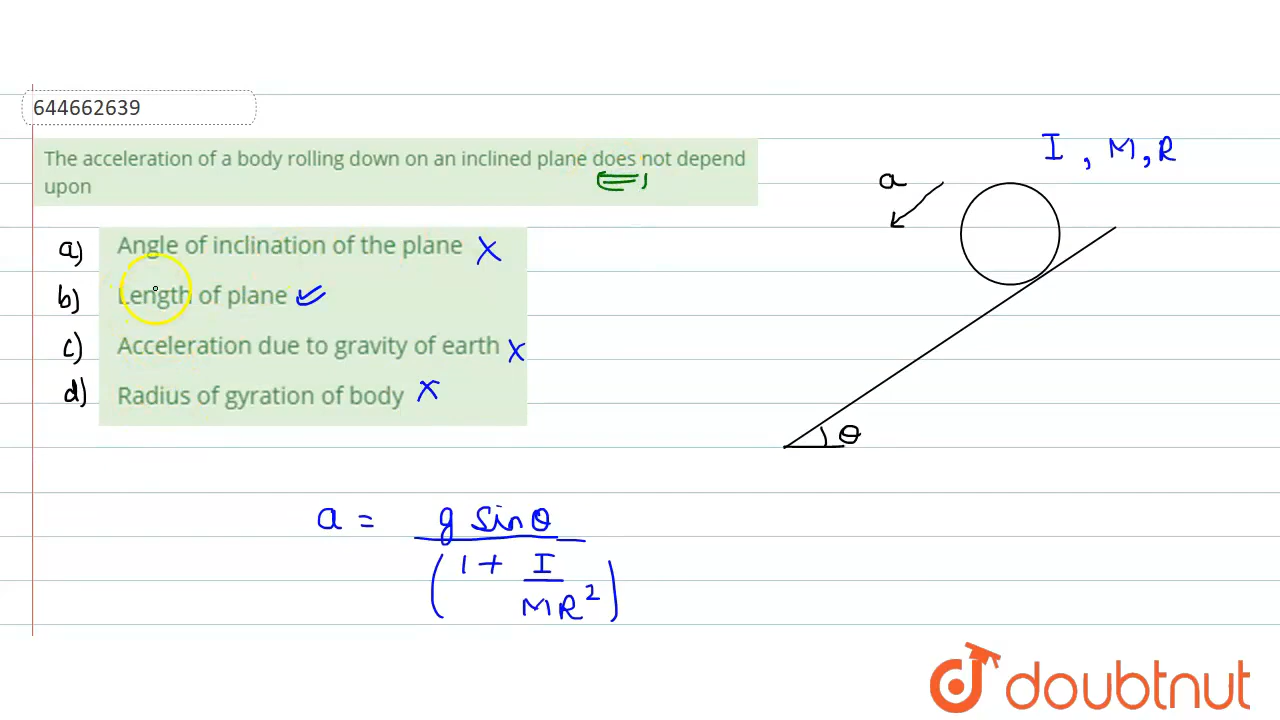 644662639
The acceleration of a body rolling down on an inclined plane does not depend
upon
I , M, R
a
a) Angle of inclination of the plane X
b) Length of plane ✓
c) Acceleration due to gravity of earth X
d) Radius of gyration of body X
θ
a = g sinθ
(1 + I
MR²)
doubtnut